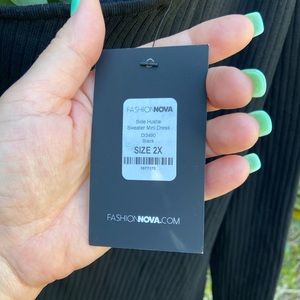 FASHIONNOVA
Side Hustle
Sweater Mini Dress
Black
SIZE 2X
FASHIONNOVA.COM